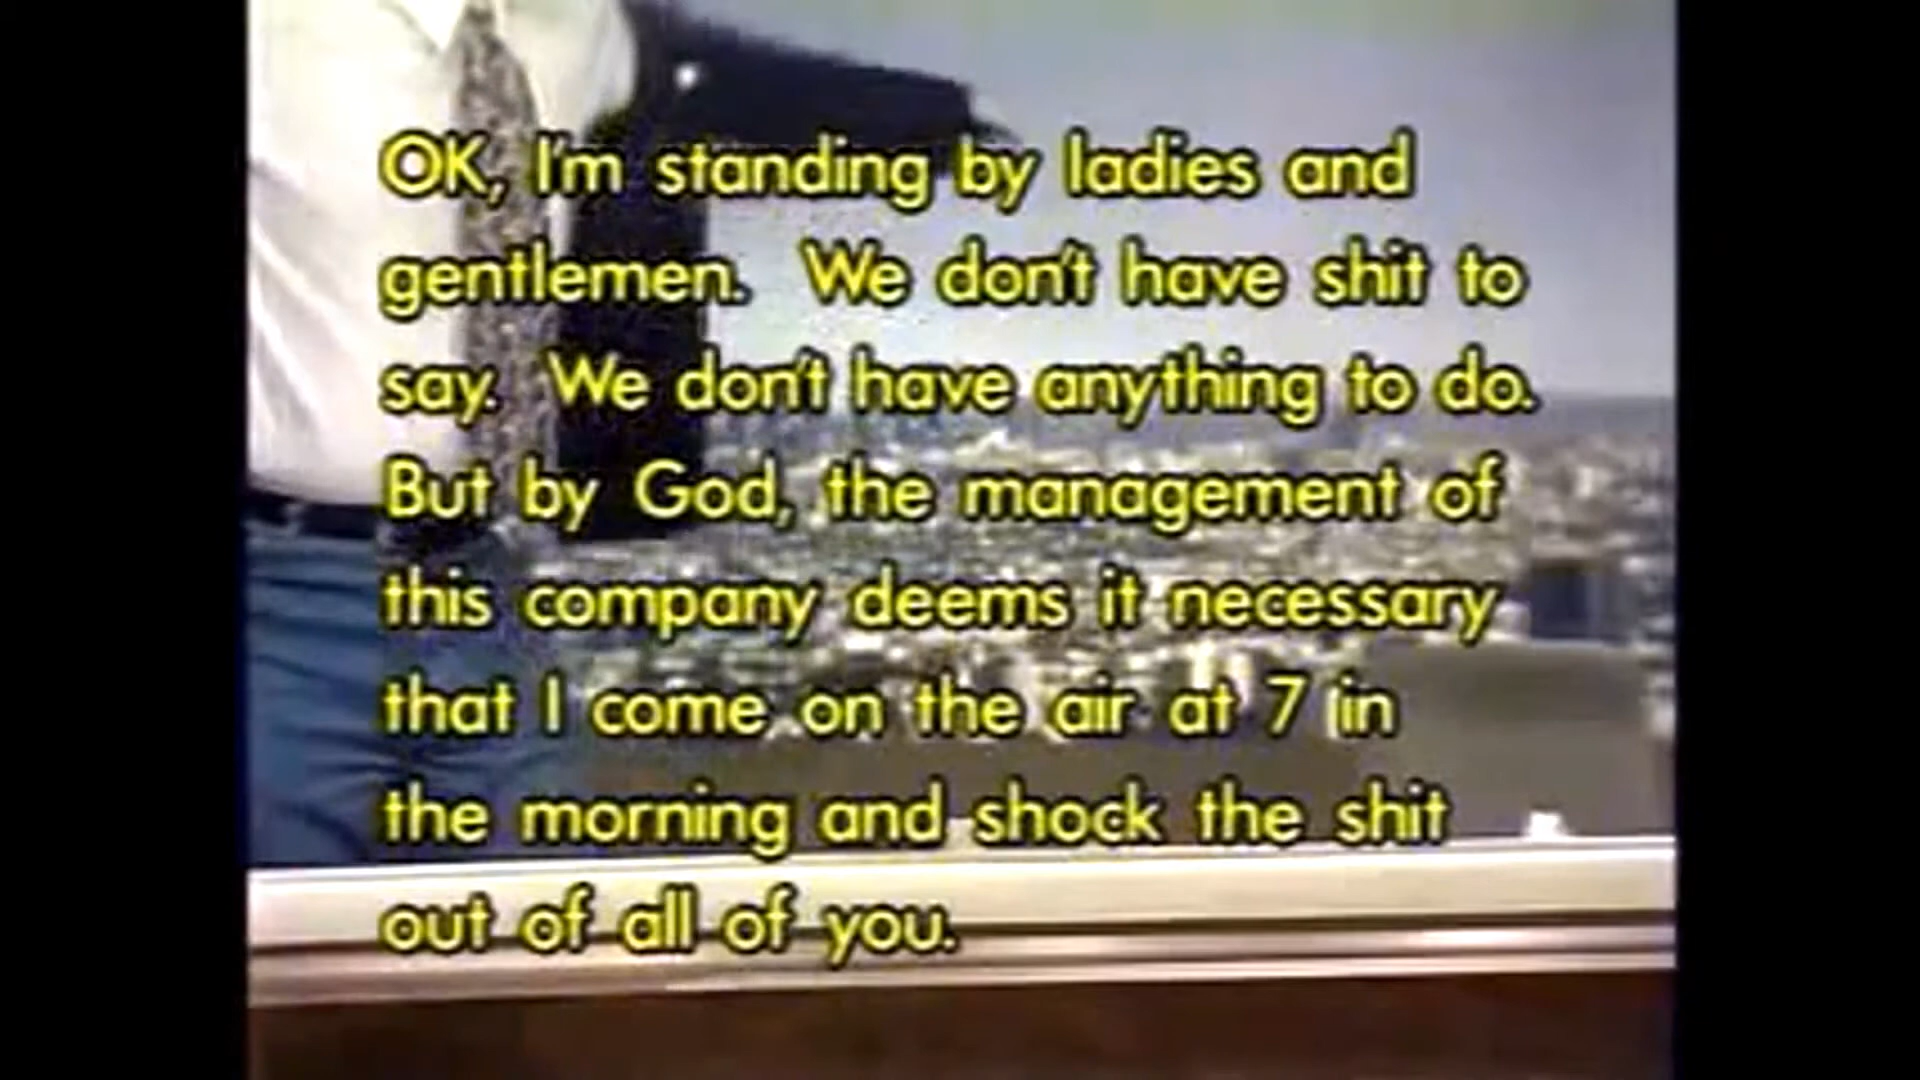 OK, I'm standing by ladies and
gentlemen. We don't have shit to
say. We don't have anything to do.
But by God, the management of
this company deems it necessary
that I come on the air at 7 iin
the morning and shock the shit
out of all of you.